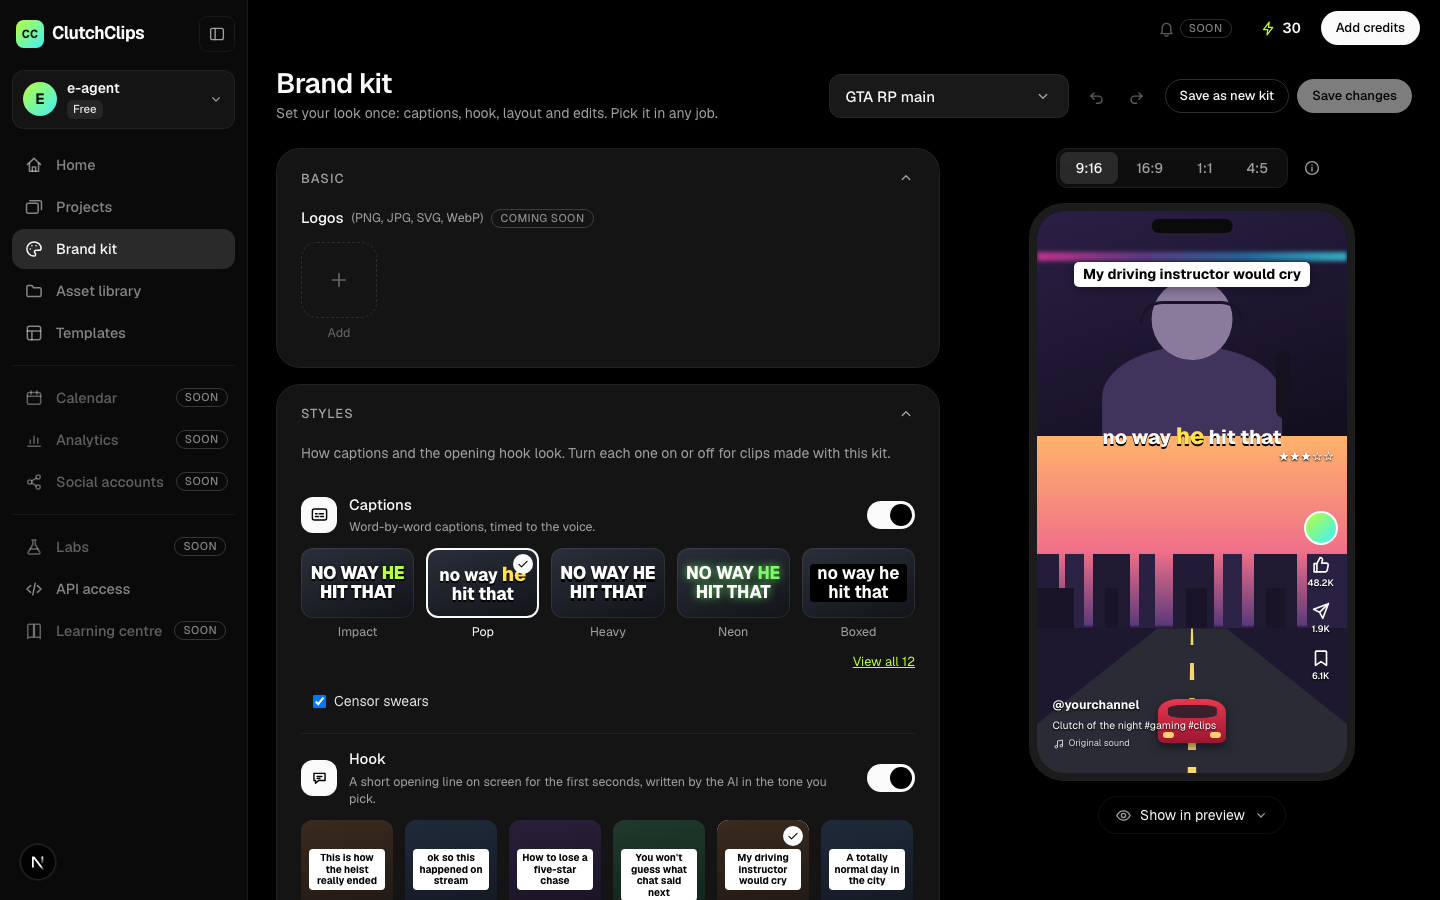 CC ClutchClips
E e-agent
Free
Home
Projects
Brand kit
Asset library
Templates
Calendar SOON
Analytics SOON
Social accounts SOON
Labs SOON
API access
Learning centre SOON
N
SOON
30
Add credits
Brand kit
Set your look once: captions, hook, layout and edits. Pick it in any job.
GTA RP main
Save as new kit
Save changes
BASIC
Logos (PNG, JPG, SVG, WebP) COMING SOON
Add
STYLES
How captions and the opening hook look. Turn each one on or off for clips made with this kit.
Captions
Word-by-word captions, timed to the voice.
NO WAY HE
HIT THAT
Impact
no way he
hit that
Pop
NO WAY HE
HIT THAT
Heavy
NO WAY HE
HIT THAT
Neon
no way he
hit that
Boxed
View all 12
Censor swears
Hook
A short opening line on screen for the first seconds, written by the AI in the tone you
pick.
This is how
the heist
really ended
ok so this
happened on
stream
How to lose a
five-star
chase
You won't
guess what
chat said
next
My driving
instructor
would cry
A totally
normal day in
the city
9:16 16:9 1:1 4:5
My driving instructor would cry
no way he hit that
48.2K
1.9K
6.1K
@yourchannel
Clutch of the night #gaming #clips
Original sound
Show in preview